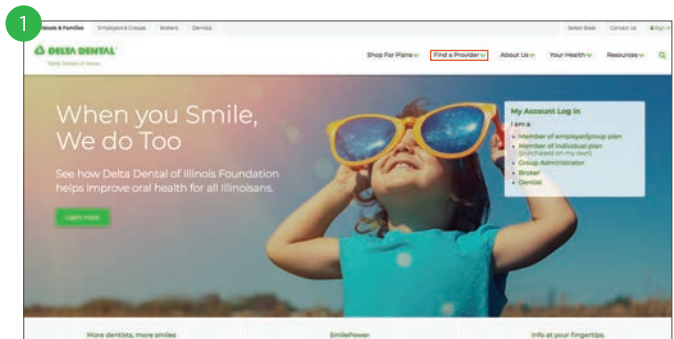 1
Individuals & Families Employers & Groups Brokers Dentists Select State Contact Us Sign In
DELTA DENTAL
Delta Dental of Illinois
Shop For Plans Find a Provider About Us Your Health Resources
When you Smile,
We do Too
See how Delta Dental of Illinois Foundation
helps improve oral health for all Illinoisans.
Learn more
My Account Log In
I am a
Member of employer/group plan
Member of individual plan
(purchased on my own)
Group Administrator
Broker
Dentist
More dentists, more smiles SmilePower Info at your fingertips.